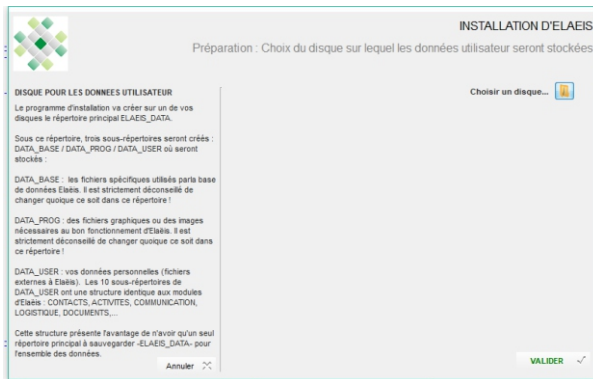 INSTALLATION D'ELAEIS
Préparation : Choix du disque sur lequel les données utilisateur seront stockées
DISQUE POUR LES DONNEES UTILISATEUR
Le programme d'installation va créer sur un de vos
disques le répertoire principal ELAEIS_DATA.
Sous ce répertoire, trois sous-répertoires seront créés :
DATA_BASE / DATA_PROG / DATA_USER où seront
stockés :
DATA_BASE : les fichiers spécifiques utilisés parla base
de données Elaëis. Il est strictement déconseillé de
changer quoique ce soit dans ce répertoire !
DATA_PROG : des fichiers graphiques ou des images
nécessaires au bon fonctionnement d'Elaëis. Il est
strictement déconseillé de changer quoique ce soit dans
ce répertoire !
DATA_USER : vos données personnelles (fichiers
externes à Elaëis). Les 10 sous-répertoires de
DATA_USER ont une structure identique aux modules
d'Elaëis : CONTACTS, ACTIVITES, COMMUNICATION,
LOGISTIQUE, DOCUMENTS,...
Cette structure présente l'avantage de n'avoir qu'un seul
répertoire principal à sauvegarder -ELAEIS_DATA- pour
l'ensemble des données.
Annuler
Choisir un disque...
VALIDER